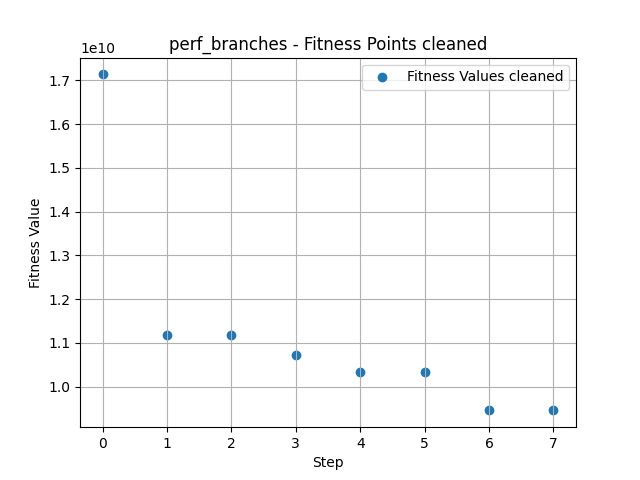 perf_branches - Fitness Points cleaned
1e10
Fitness Values cleaned
1.7
1.6
1.5
1.4
1.3
1.2
1.1
1.0
Fitness Value
0 1 2 3 4 5 6 7
Step